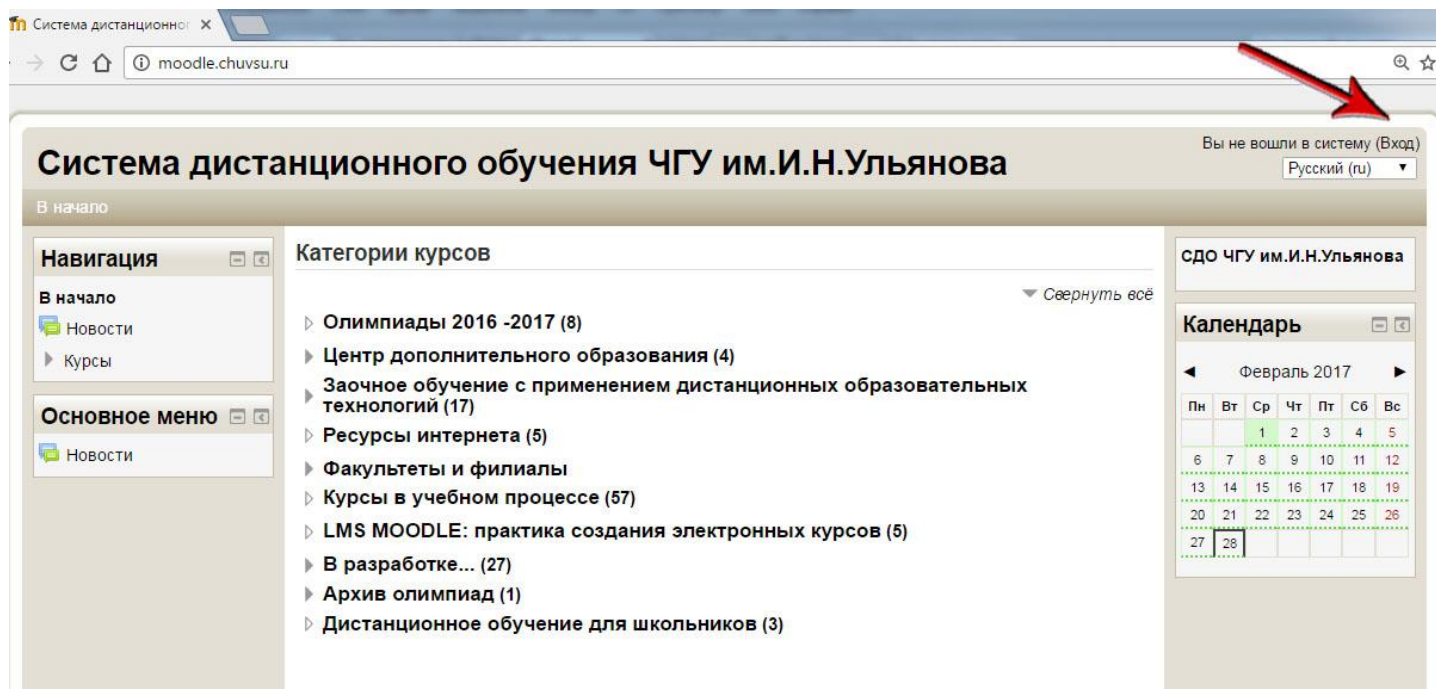 Система дистанционног
moodle.chuvsu.ru
Вы не вошли в систему (Вход)
Система дистанционного обучения ЧГУ им.И.Н.Ульянова
Русский (ru)
В начало
Навигация
В начало
Новости
Курсы
Основное меню
Новости
Категории курсов
Свернуть всё
Олимпиады 2016 -2017 (8)
Центр дополнительного образования (4)
Заочное обучение с применением дистанционных образовательных
технологий (17)
Ресурсы интернета (5)
Факультеты и филиалы
Курсы в учебном процессе (57)
LMS MOODLE: практика создания электронных курсов (5)
В разработке... (27)
Архив олимпиад (1)
Дистанционное обучение для школьников (3)
СДО ЧГУ им.И.Н.Ульянова
Календарь
Февраль 2017
Пн Вт Ср Чт Пт Сб Вс
1 2 3 4 5
6 7 8 9 10 11 12
13 14 15 16 17 18 19
20 21 22 23 24 25 26
27 28